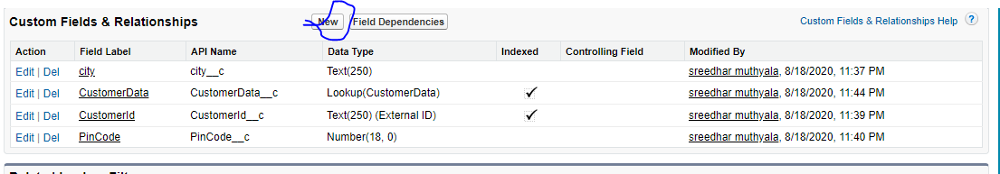 Custom Fields & Relationships New Field Dependencies Custom Fields & Relationships Help ?
Action Field Label API Name Data Type Indexed Controlling Field Modified By
Edit | Del city city__c Text(250) sreedhar muthyala, 8/18/2020, 11:37 PM
Edit | Del CustomerData CustomerData__c Lookup(CustomerData) ✓ sreedhar muthyala, 8/18/2020, 11:44 PM
Edit | Del CustomerId CustomerId__c Text(250) (External ID) ✓ sreedhar muthyala, 8/18/2020, 11:39 PM
Edit | Del PinCode PinCode__c Number(18, 0) sreedhar muthyala, 8/18/2020, 11:40 PM